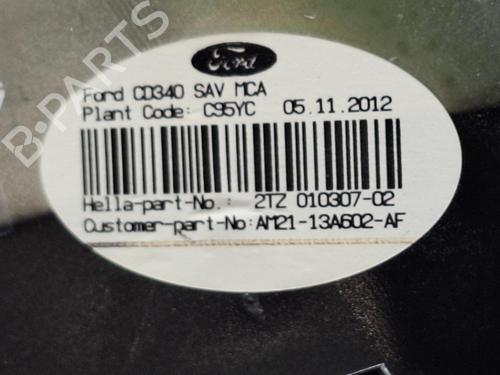 Ford
Ford CD340 SAV MCA
Plant Code: C95YC 05.11.2012
Hella-part-No.: 2TZ 010307-02
Customer-part-No:AM21-13A602-AF
B-PARTS